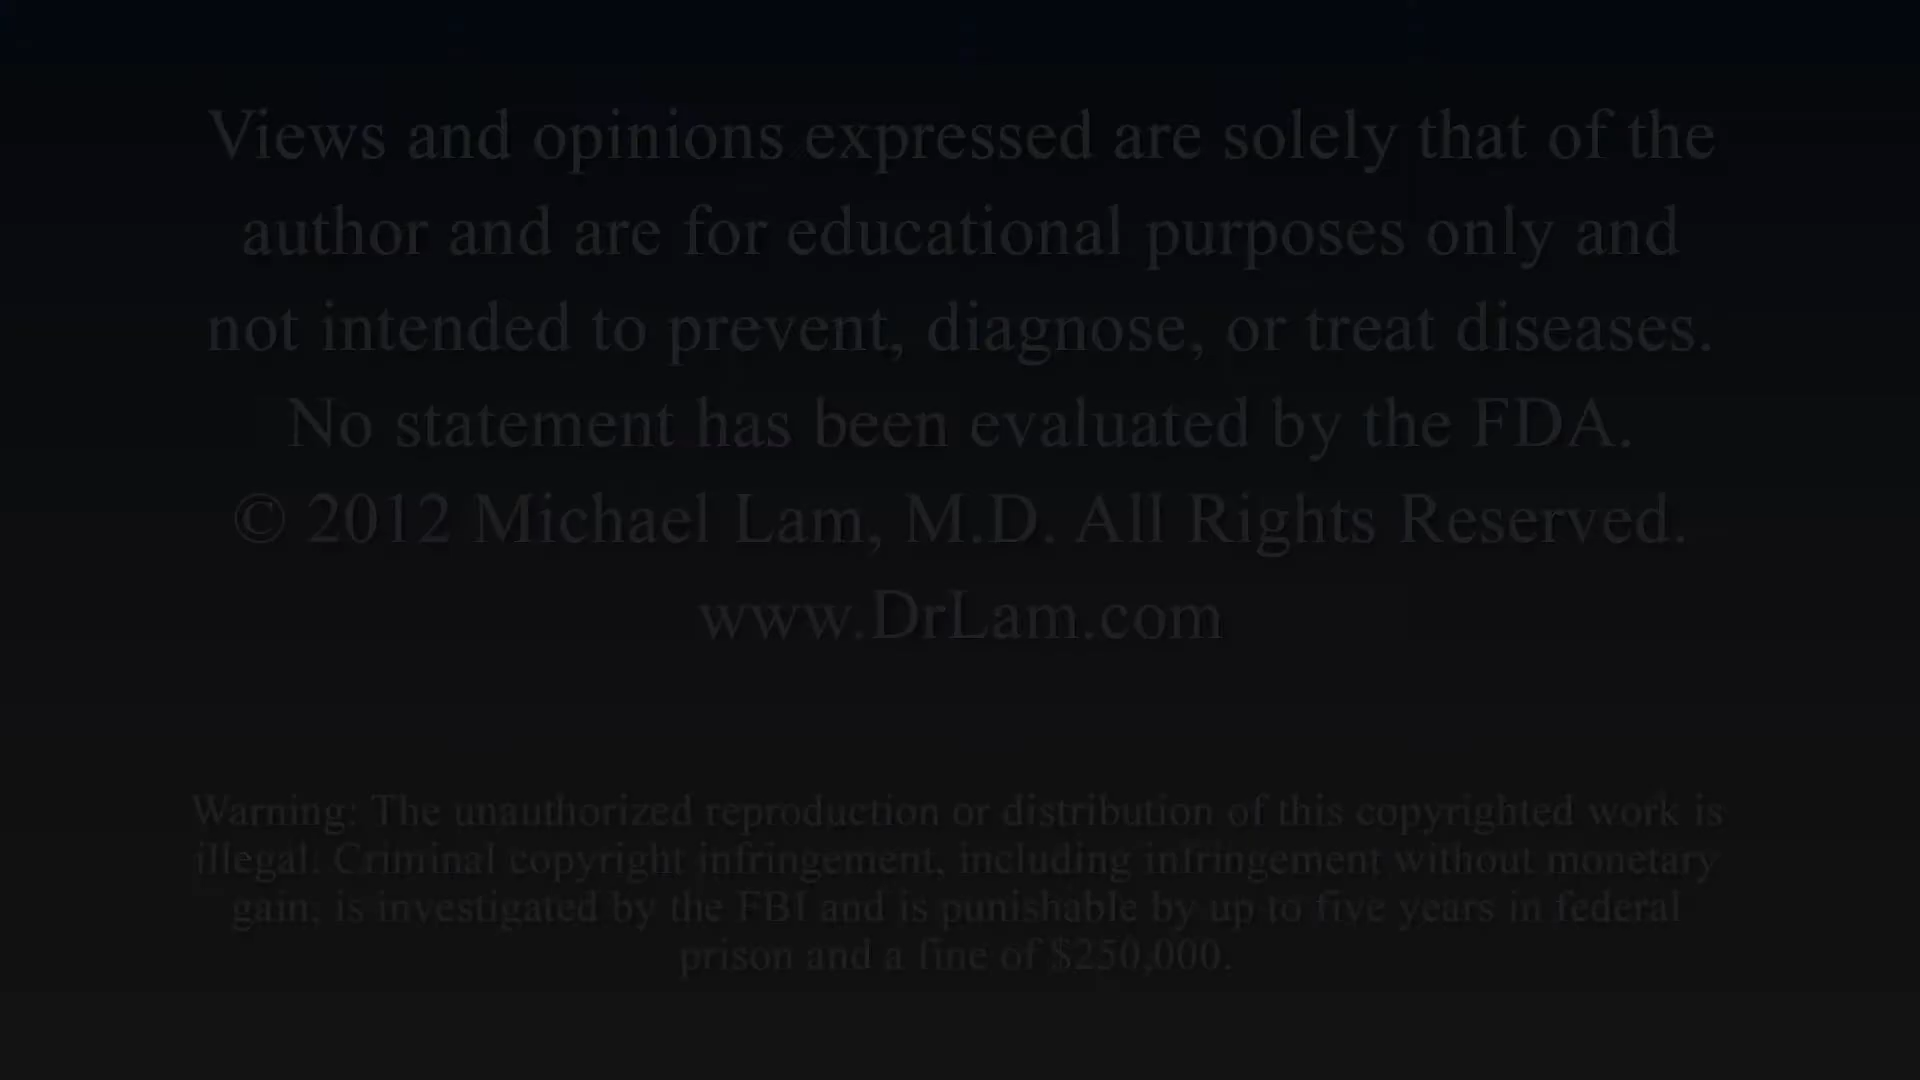 Views and opinions expressed are solely that of the
author and are for educational purposes only and
not intended to prevent, diagnose, or treat diseases.
No statement has been evaluated by the FDA.
© 2012 Michael Lam, M.D. All Rights Reserved.
www.DrLam.com
Warning: The unauthorized reproduction or distribution of this copyrighted work is
illegal. Criminal copyright infringement, including infringement without monetary
gain, is investigated by the FBI and is punishable by up to five years in federal
prison and a fine of $250,000.